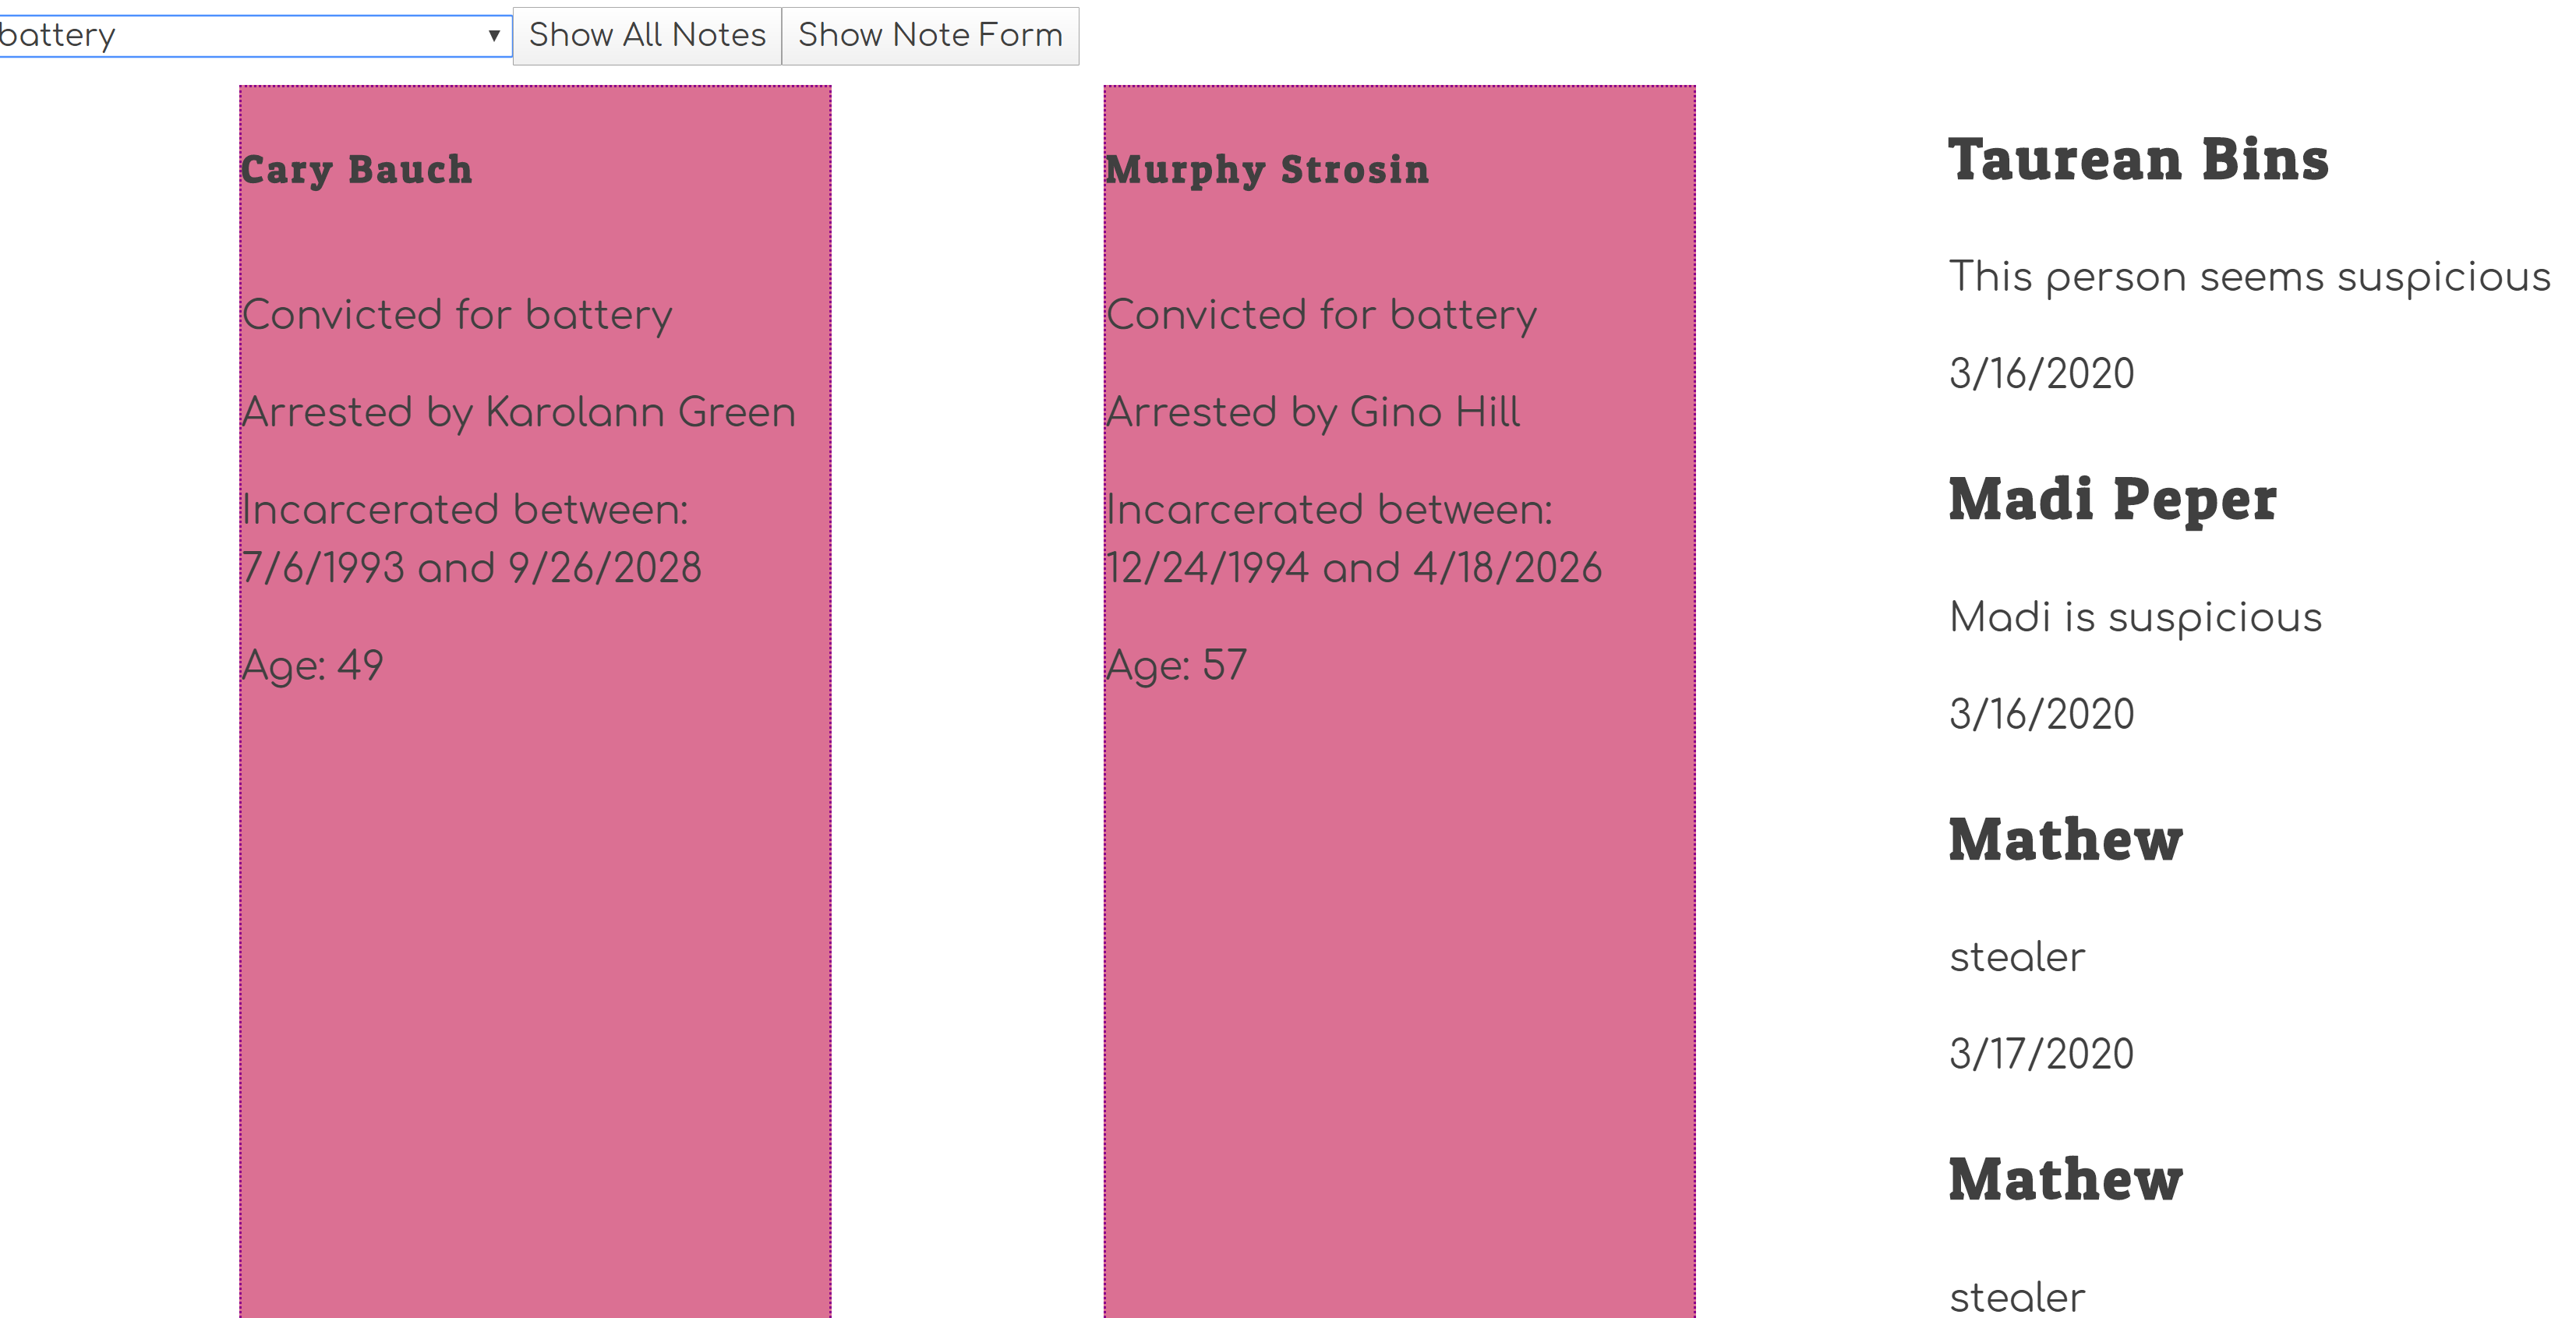 battery
Show All Notes
Show Note Form
Cary Bauch
Convicted for battery
Arrested by Karolann Green
Incarcerated between:
7/6/1993 and 9/26/2028
Age: 49
Murphy Strosin
Convicted for battery
Arrested by Gino Hill
Incarcerated between:
12/24/1994 and 4/18/2026
Age: 57
Taurean Bins
This person seems suspicious
3/16/2020
Madi Peper
Madi is suspicious
3/16/2020
Mathew
stealer
3/17/2020
Mathew
stealer